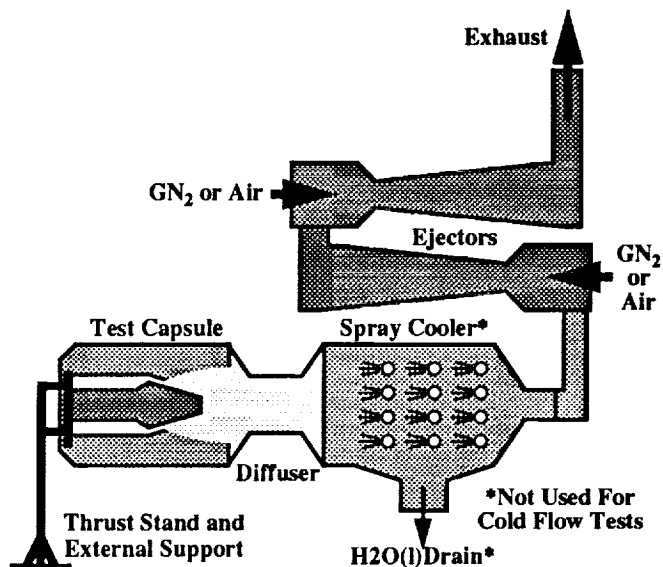 Exhaust
GN2 or Air
Ejectors
GN2
or
Air
Test Capsule
Spray Cooler*
Diffuser
*Not Used For
Cold Flow Tests
Thrust Stand and
External Support
H2O(l)Drain*